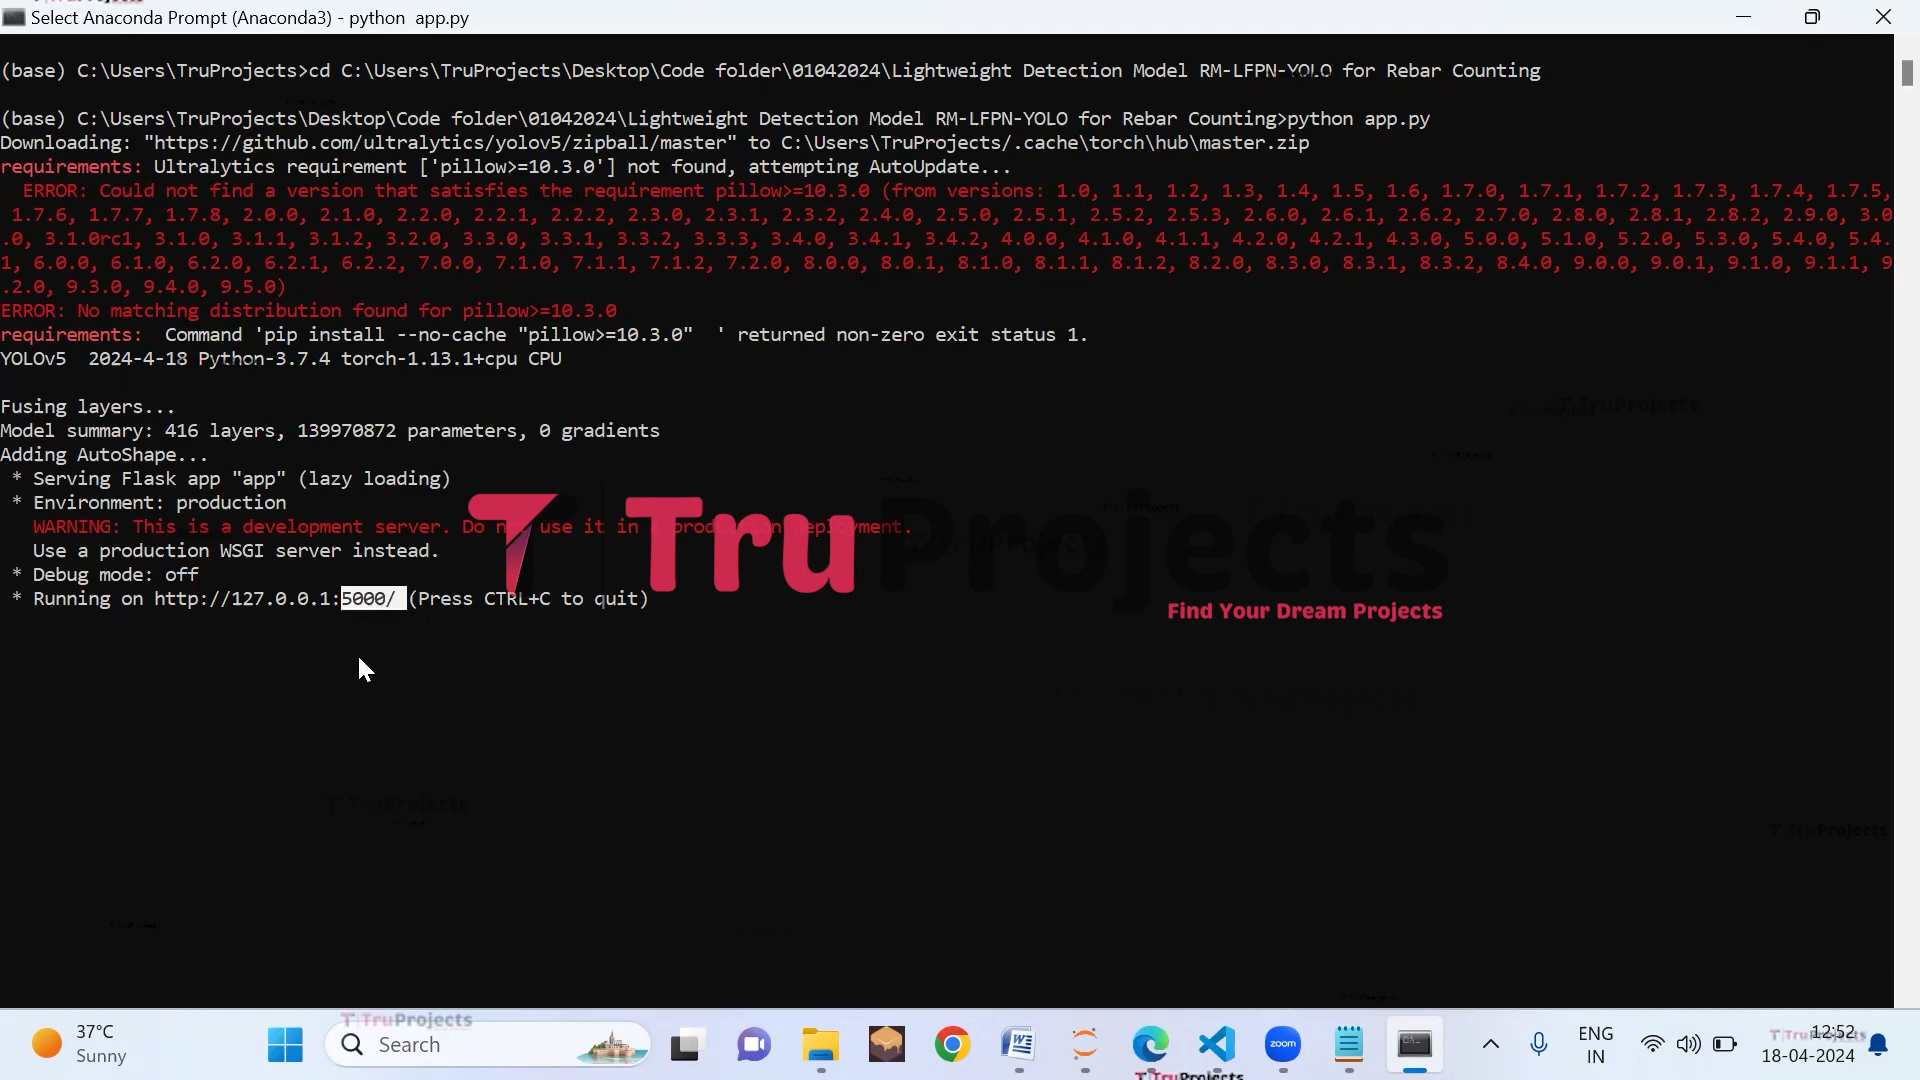 Select Anaconda Prompt (Anaconda3) - python  app.py
(base) C:\Users\TruProjects>cd C:\Users\TruProjects\Desktop\Code folder\01042024\Lightweight Detection Model RM-LFPN-YOLO for Rebar Counting
(base) C:\Users\TruProjects\Desktop\Code folder\01042024\Lightweight Detection Model RM-LFPN-YOLO for Rebar Counting>python app.py
Downloading: "https://github.com/ultralytics/yolov5/zipball/master" to C:\Users\TruProjects/.cache\torch\hub\master.zip
requirements: Ultralytics requirement ['pillow>=10.3.0'] not found, attempting AutoUpdate...
ERROR: Could not find a version that satisfies the requirement pillow>=10.3.0 (from versions: 1.0, 1.1, 1.2, 1.3, 1.4, 1.5, 1.6, 1.7.0, 1.7.1, 1.7.2, 1.7.3, 1.7.4, 1.7.5,
1.7.6, 1.7.7, 1.7.8, 2.0.0, 2.1.0, 2.2.0, 2.2.1, 2.2.2, 2.3.0, 2.3.1, 2.3.2, 2.4.0, 2.5.0, 2.5.1, 2.5.2, 2.5.3, 2.6.0, 2.6.1, 2.6.2, 2.7.0, 2.8.0, 2.8.1, 2.8.2, 2.9.0, 3.0
.0, 3.1.0rc1, 3.1.0, 3.1.1, 3.1.2, 3.2.0, 3.3.0, 3.3.1, 3.3.2, 3.3.3, 3.4.0, 3.4.1, 3.4.2, 4.0.0, 4.1.0, 4.1.1, 4.2.0, 4.2.1, 4.3.0, 5.0.0, 5.1.0, 5.2.0, 5.3.0, 5.4.0, 5.4.
1, 6.0.0, 6.1.0, 6.2.0, 6.2.1, 6.2.2, 7.0.0, 7.1.0, 7.1.1, 7.1.2, 7.2.0, 8.0.0, 8.0.1, 8.1.0, 8.1.1, 8.1.2, 8.2.0, 8.3.0, 8.3.1, 8.3.2, 8.4.0, 9.0.0, 9.0.1, 9.1.0, 9.1.1, 9
.2.0, 9.3.0, 9.4.0, 9.5.0)
ERROR: No matching distribution found for pillow>=10.3.0
requirements:  Command 'pip install --no-cache "pillow>=10.3.0"  ' returned non-zero exit status 1.
YOLOv5  2024-4-18 Python-3.7.4 torch-1.13.1+cpu CPU
Fusing layers...
Model summary: 416 layers, 139970872 parameters, 0 gradients
Adding AutoShape...
* Serving Flask app "app" (lazy loading)
* Environment: production
WARNING: This is a development server. Do not use it in a production deployment.
Use a production WSGI server instead.
* Debug mode: off
* Running on http://127.0.0.1:5000/ (Press CTRL+C to quit)
TruProjects
Find Your Dream Projects
37°C
Sunny
TruProjects
Search
zoom
ENG
IN
12:52
18-04-2024